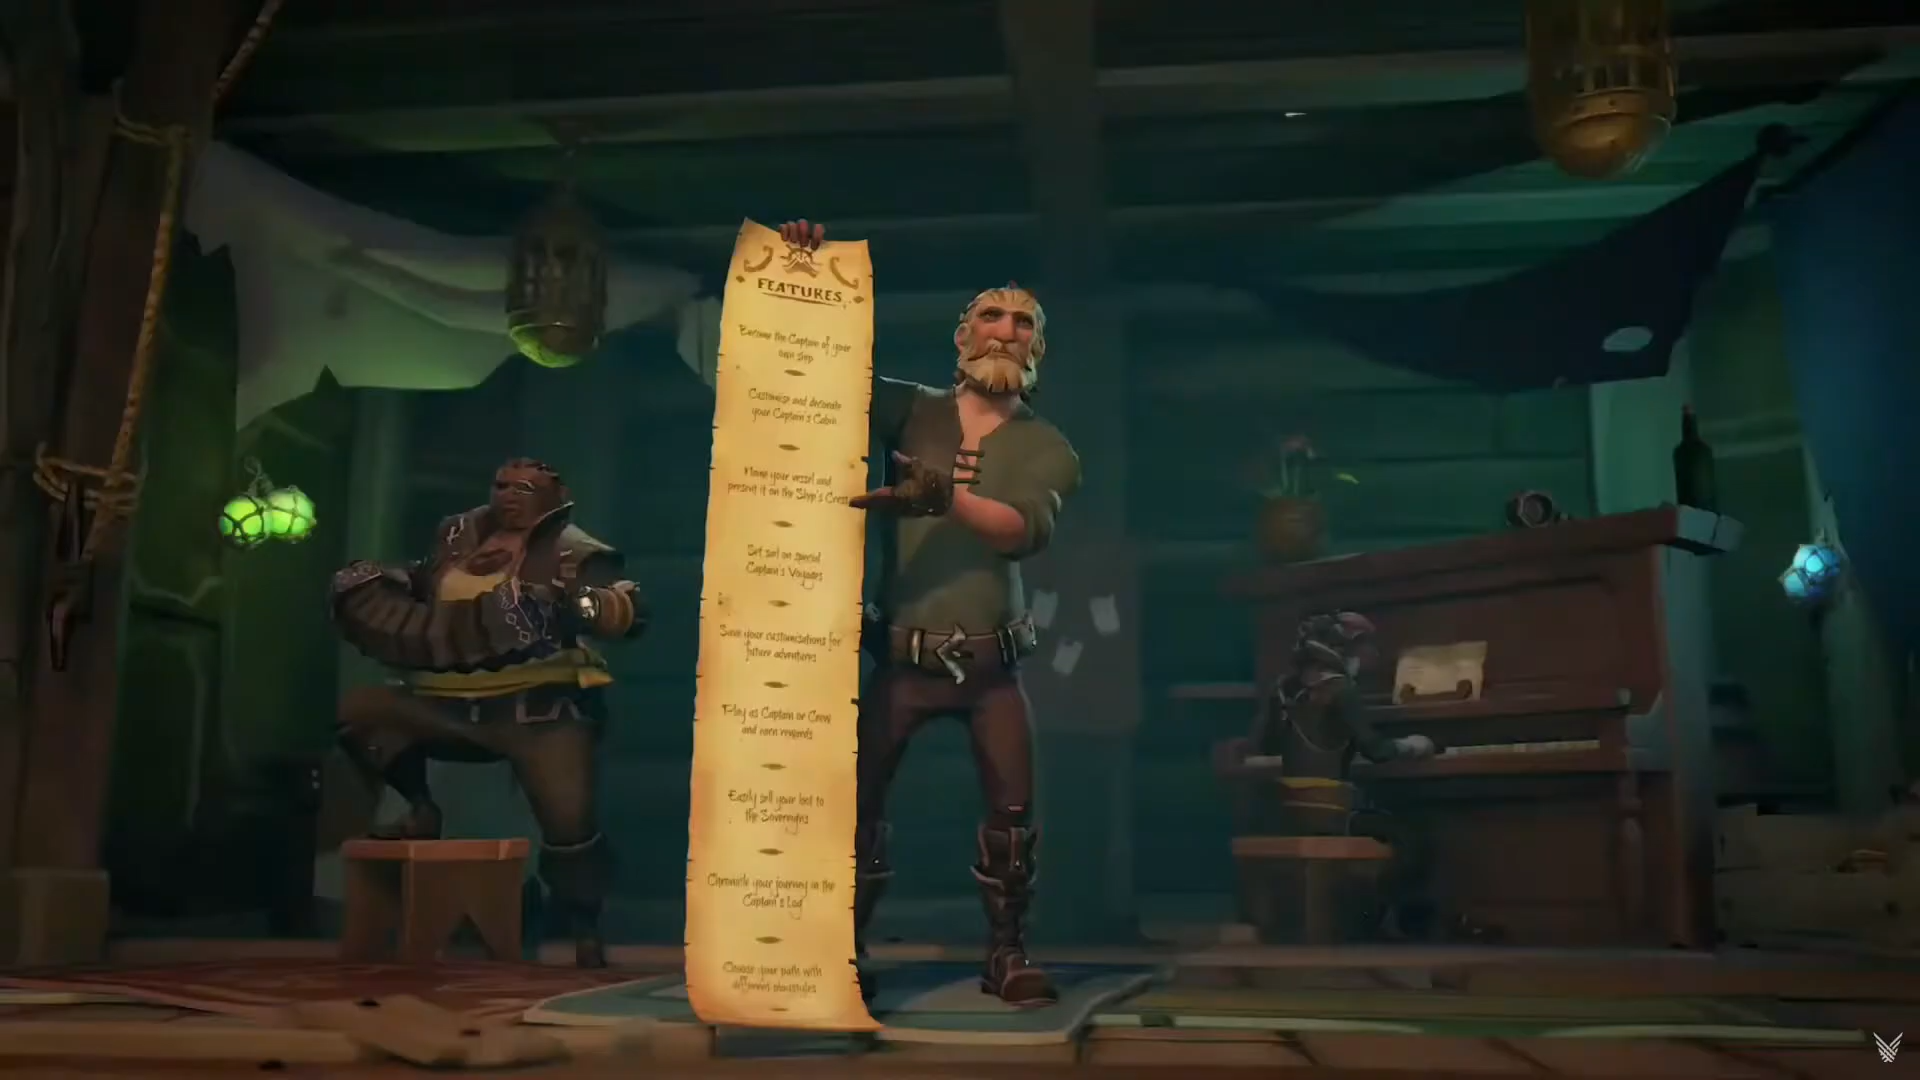 FEATURES
Become the Captain of your
own ship
Customise and decorate
your Captain's Cabin
Name your vessel and
present it on the Ship's Crest
Set sail on special
Captain's Voyages
Save your customisations for
future adventures
Play as Captain or Crew
and earn rewards
Easily sell your loot to
the Sovereigns
Chronicle your journey in the
Captain's Log
Choose your path with
different playstyles